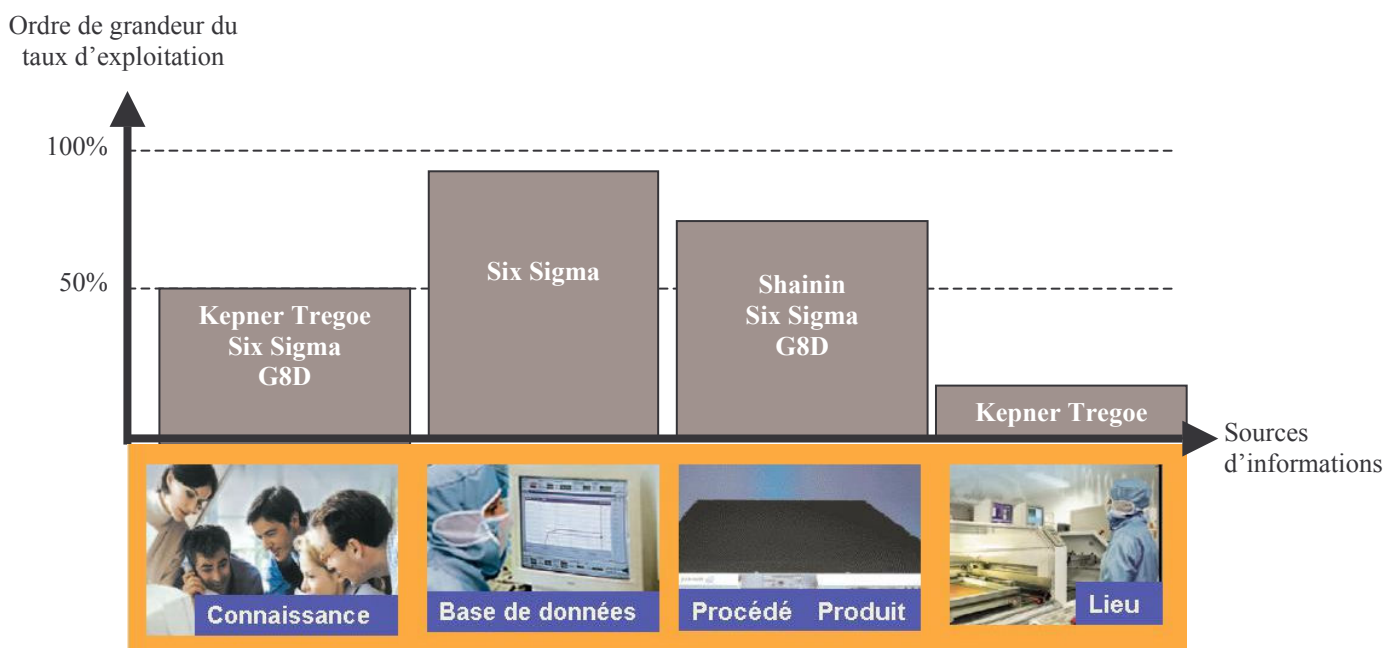 Ordre de grandeur du
taux d’exploitation
100%
50%
Kepner Tregoe
Six Sigma
G8D
Six Sigma
Shainin
Six Sigma
G8D
Kepner Tregoe
Sources
d’informations
Connaissance
Base de données
Procédé Produit
Lieu